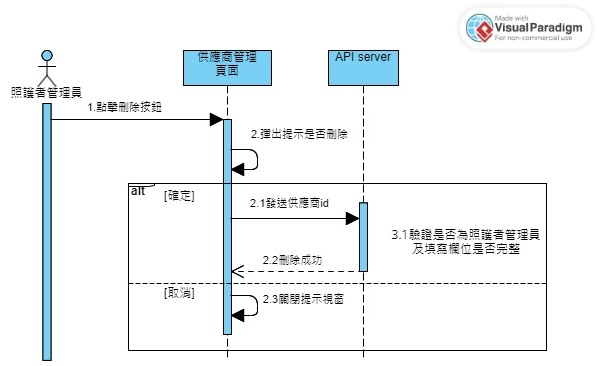 Made with
VisualParadigm
For non-commercial use
供應商管理
頁面
API server
照護者管理員
1.點擊刪除按鈕
2.彈出提示是否刪除
alt
[確定]
2.1發送供應商id
3.1驗證是否為照護者管理員
及填寫欄位是否完整
2.2刪除成功
[取消]
2.3關閉提示視窗